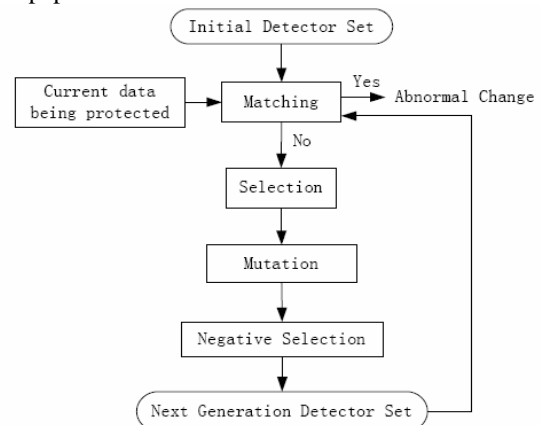 Initial Detector Set
Current data
being protected
Matching
Yes
Abnormal Change
No
Selection
Mutation
Negative Selection
Next Generation Detector Set